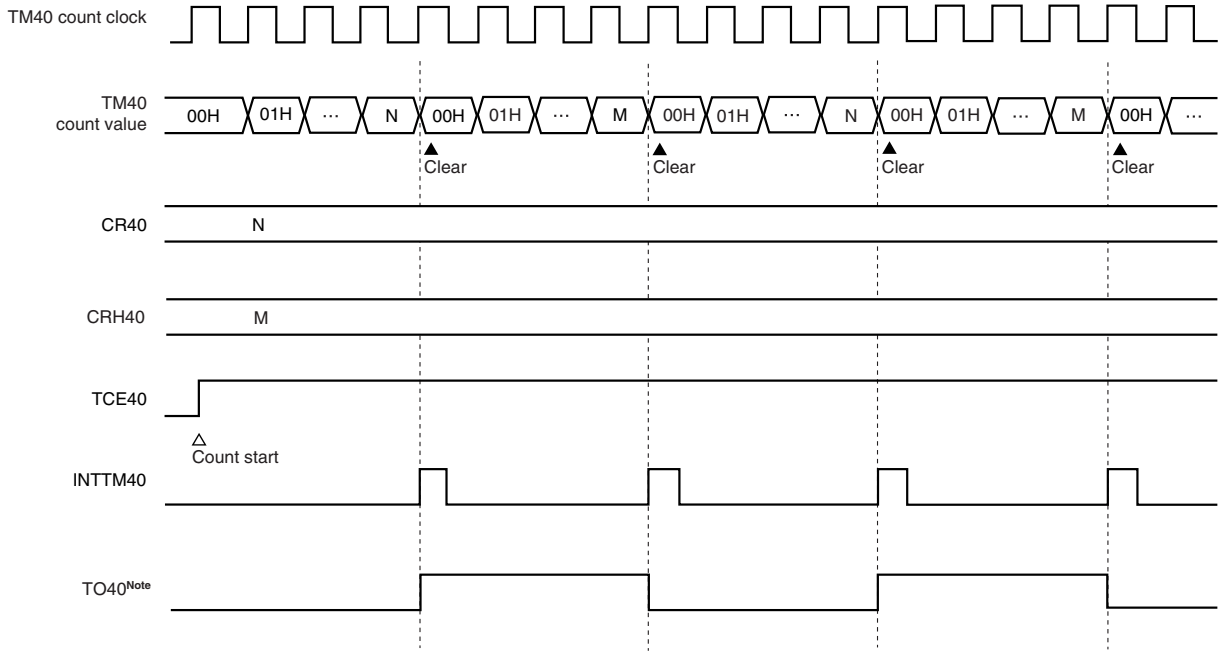 TM40 count clock
TM40
count value
00H 01H ... N 00H 01H ... M 00H 01H ... N 00H 01H ... M 00H ...
Clear Clear Clear Clear
CR40 N
CRH40 M
TCE40
Count start
INTTM40
TO40Note